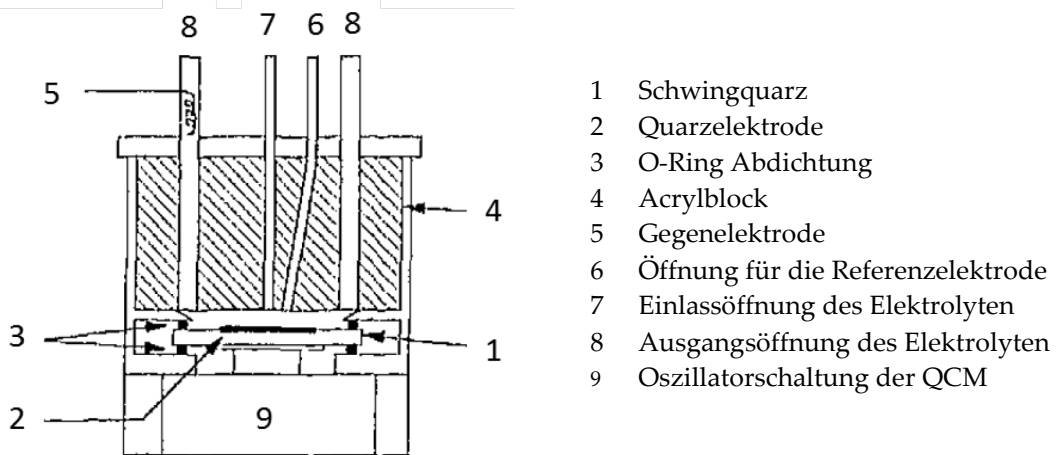 8 7 6 8
5
4
3
1
2
9
1 Schwingquarz
2 Quarzelektrode
3 O-Ring Abdichtung
4 Acrylblock
5 Gegenelektrode
6 Öffnung für die Referenzelektrode
7 Einlassöffnung des Elektrolyten
8 Ausgangsöffnung des Elektrolyten
9 Oszillatorschaltung der QCM